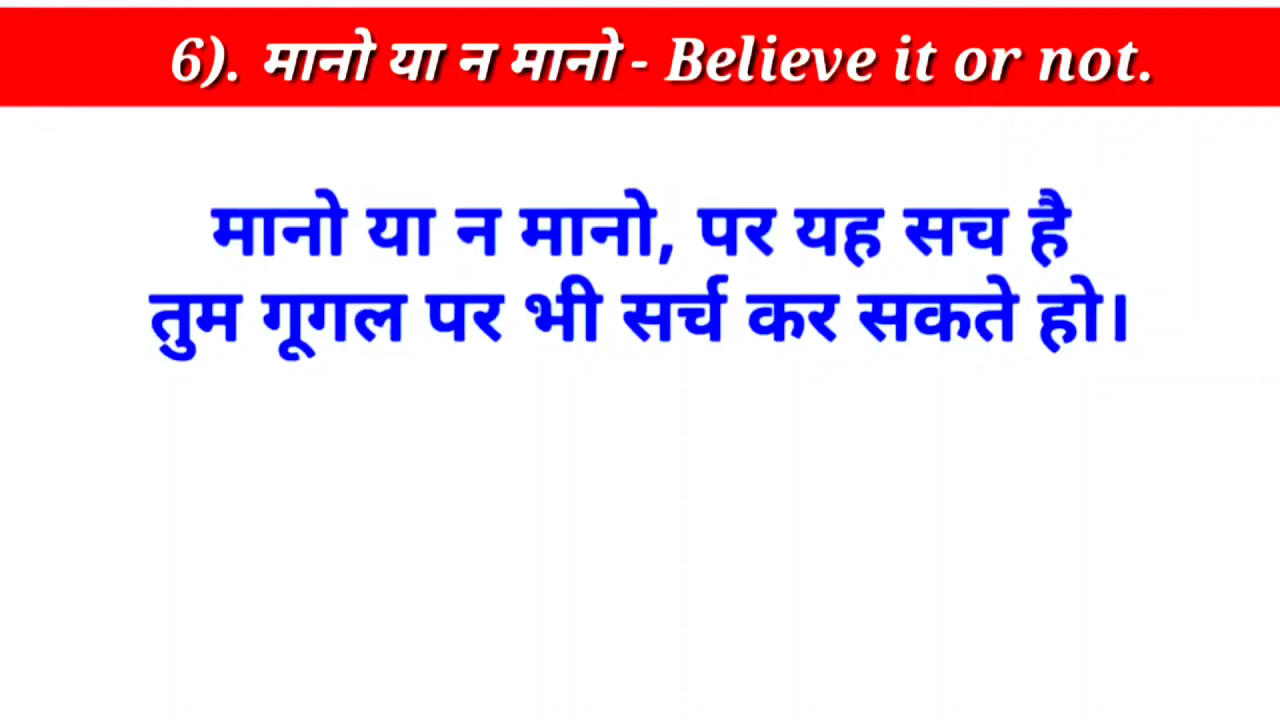 6). मानो या न मानो - Believe it or not.
मानो या न मानो, पर यह सच है
तुम गूगल पर भी सर्च कर सकते हो।